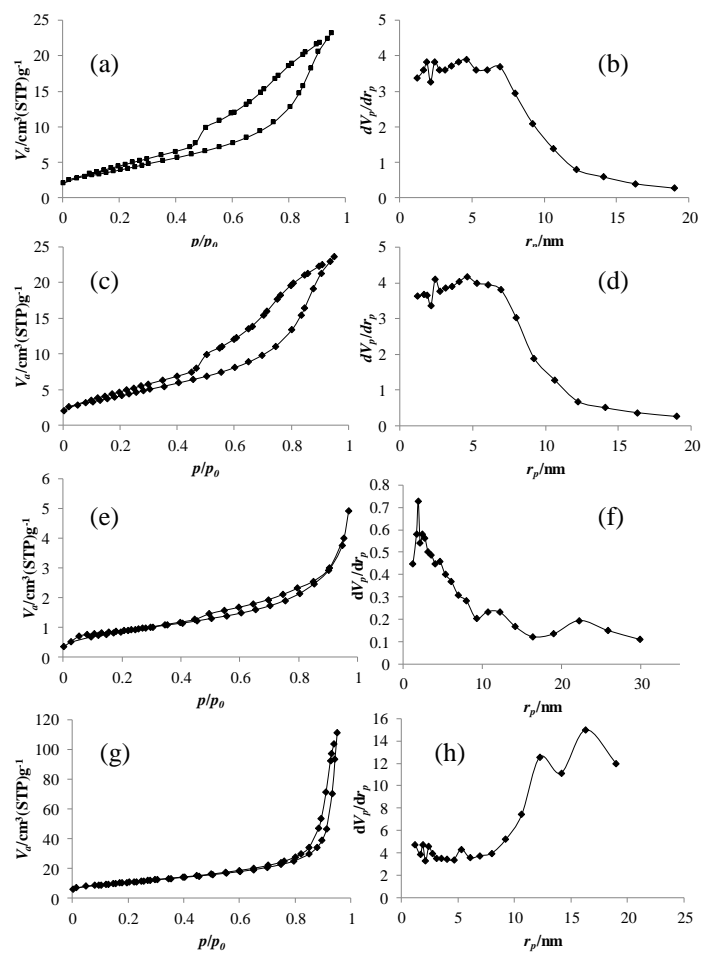 25
20
15
10
5
0
0 0.2 0.4 0.6 0.8 1
V_a/cm³(STP)g⁻¹
p/p₀
(a)
5
4
3
2
1
0
0 5 10 15 20
dV_p/dr_p
r_p/nm
(b)
25
20
15
10
5
0
0 0.2 0.4 0.6 0.8 1
V_a/cm³(STP)g⁻¹
p/p₀
(c)
5
4
3
2
1
0
0 5 10 15 20
dV_p/dr_p
r_p/nm
(d)
6
5
4
3
2
1
0
0 0.2 0.4 0.6 0.8 1
V_a/cm³(STP)g⁻¹
p/p₀
(e)
0.8
0.7
0.6
0.5
0.4
0.3
0.2
0.1
0
0 10 20 30
dV_p/dr_p
r_p/nm
(f)
120
100
80
60
40
20
0
0 0.2 0.4 0.6 0.8 1
V_a/cm³(STP)g⁻¹
p/p₀
(g)
16
14
12
10
8
6
4
2
0
0 5 10 15 20 25
dV_p/dr_p
r_p/nm
(h)